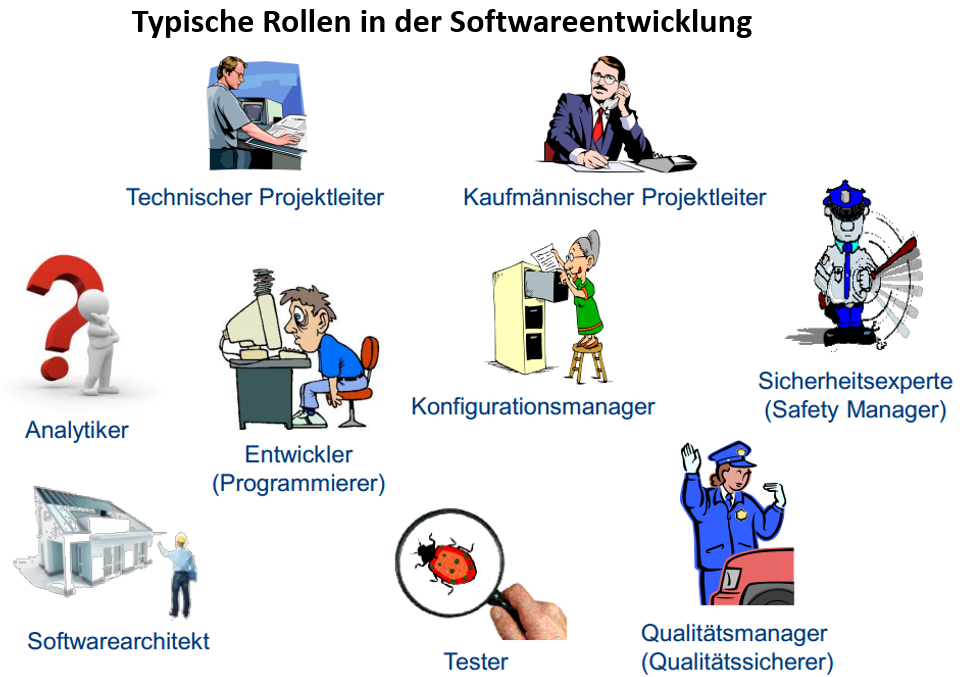 Typische Rollen in der Softwareentwicklung
Technischer Projektleiter
Kaufmännischer Projektleiter
Analytiker
Entwickler
(Programmierer)
Konfigurationsmanager
Sicherheitsexperte
(Safety Manager)
Softwarearchitekt
Tester
Qualitätsmanager
(Qualitätssicherer)